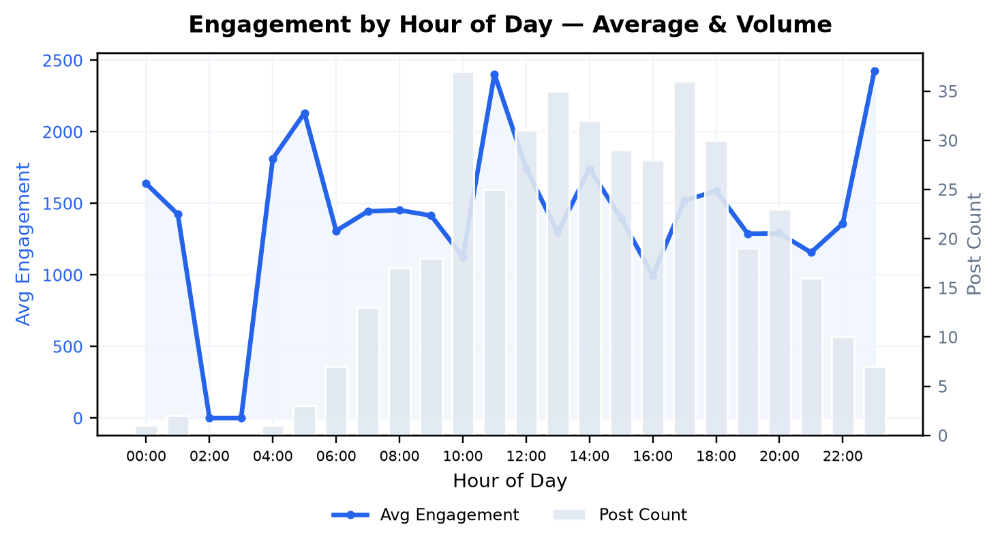 Engagement by Hour of Day — Average & Volume
Avg Engagement
2500
2000
1500
1000
500
0
35
30
25
20
15
10
5
0
Post Count
00:00 02:00 04:00 06:00 08:00 10:00 12:00 14:00 16:00 18:00 20:00 22:00
Hour of Day
Avg Engagement Post Count